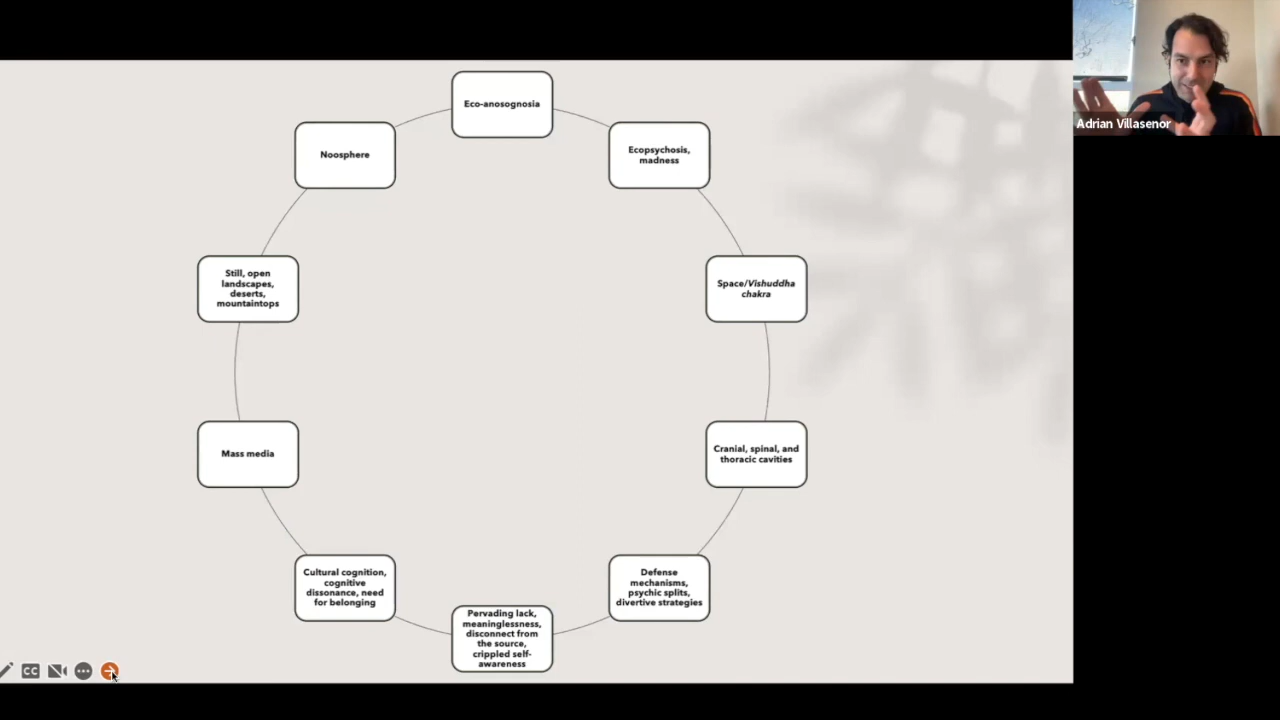 Adrian Villasenor
Eco-anosognosia
Ecopsychosis,
madness
Space/Vishuddha
chakra
Cranial, spinal, and
thoracic cavities
Defense
mechanisms,
psychic splits,
divertive strategies
Pervading lack,
meaninglessness,
disconnect from
the source,
crippled self-
awareness
Cultural cognition,
cognitive
dissonance, need
for belonging
Mass media
Still, open
landscapes,
deserts,
mountaintops
Noosphere
CC